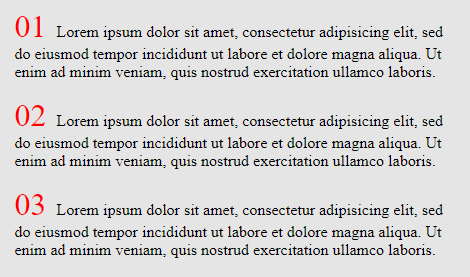 01 Lorem ipsum dolor sit amet, consectetur adipisicing elit, sed
do eiusmod tempor incididunt ut labore et dolore magna aliqua. Ut
enim ad minim veniam, quis nostrud exercitation ullamco laboris.
02 Lorem ipsum dolor sit amet, consectetur adipisicing elit, sed
do eiusmod tempor incididunt ut labore et dolore magna aliqua. Ut
enim ad minim veniam, quis nostrud exercitation ullamco laboris.
03 Lorem ipsum dolor sit amet, consectetur adipisicing elit, sed
do eiusmod tempor incididunt ut labore et dolore magna aliqua. Ut
enim ad minim veniam, quis nostrud exercitation ullamco laboris.